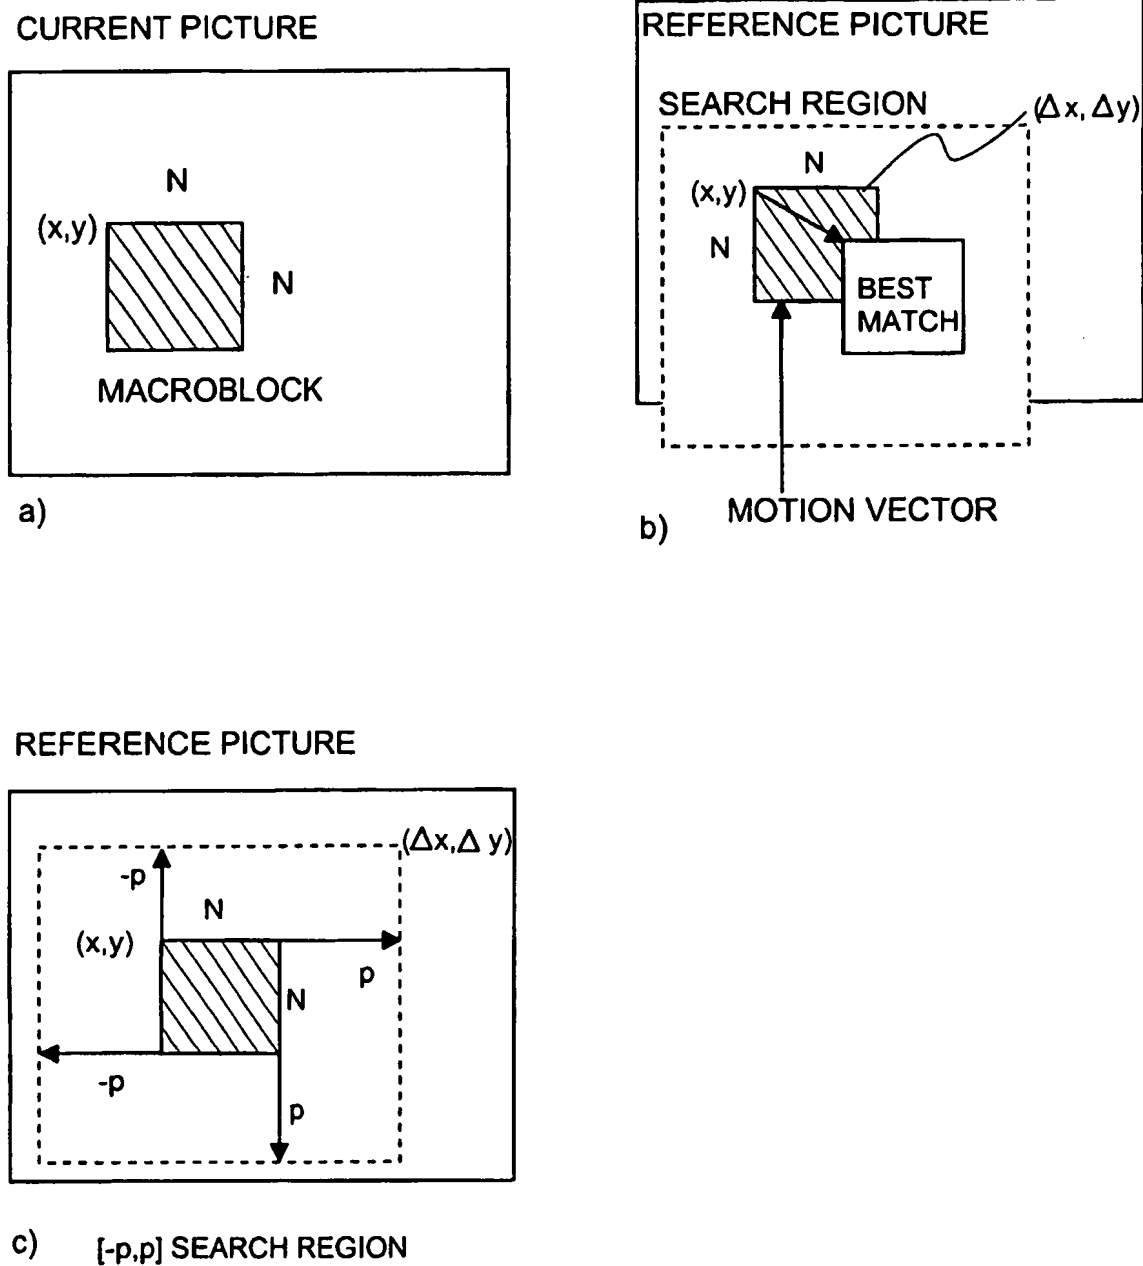 CURRENT PICTURE
N
(x,y)
N
MACROBLOCK
a)
REFERENCE PICTURE
SEARCH REGION
(Δx, Δy)
N
(x,y)
N
BEST
MATCH
MOTION VECTOR
b)
REFERENCE PICTURE
(Δx,Δ y)
-p
N
(x,y)
p
N
-p
p
c) [-p,p] SEARCH REGION